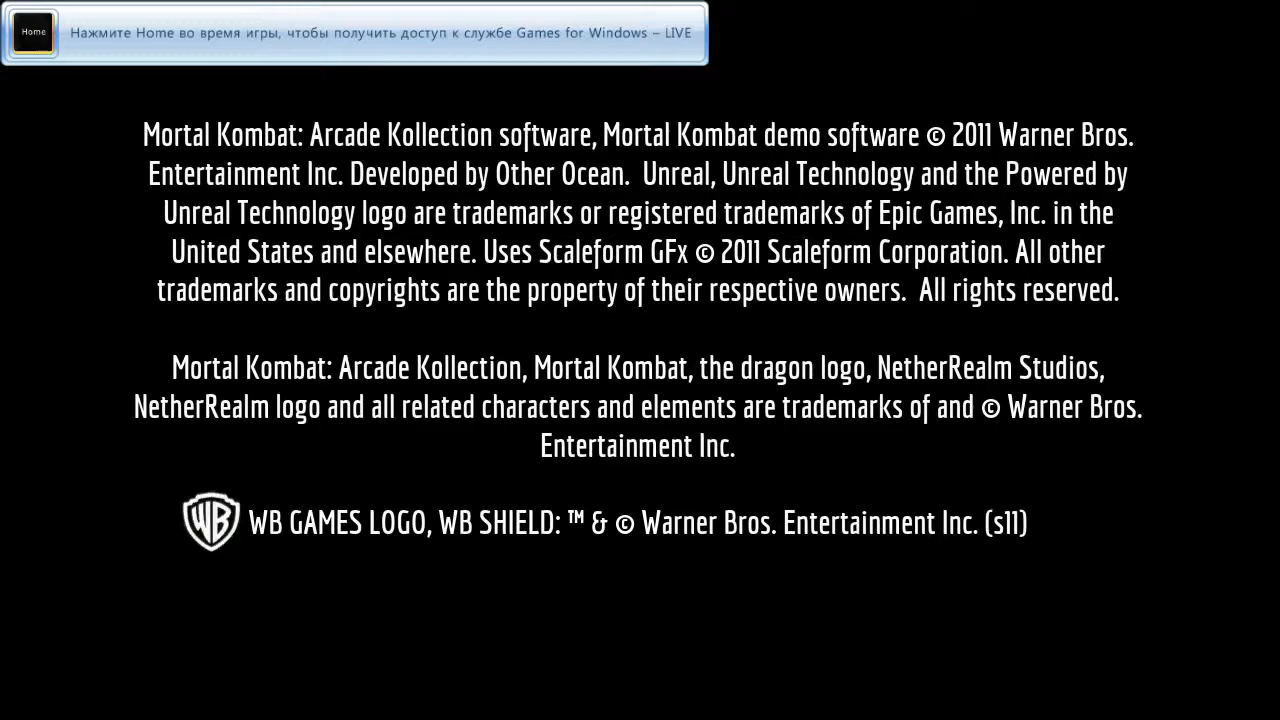 Home
Нажмите Home во время игры, чтобы получить доступ к службе Games for Windows – LIVE
Mortal Kombat: Arcade Kollection software, Mortal Kombat demo software © 2011 Warner Bros.
Entertainment Inc. Developed by Other Ocean.  Unreal, Unreal Technology and the Powered by
Unreal Technology logo are trademarks or registered trademarks of Epic Games, Inc. in the
United States and elsewhere. Uses Scaleform GFx © 2011 Scaleform Corporation. All other
trademarks and copyrights are the property of their respective owners.  All rights reserved.
Mortal Kombat: Arcade Kollection, Mortal Kombat, the dragon logo, NetherRealm Studios,
NetherRealm logo and all related characters and elements are trademarks of and © Warner Bros.
Entertainment Inc.
WB WB GAMES LOGO, WB SHIELD: ™ & © Warner Bros. Entertainment Inc. (s11)